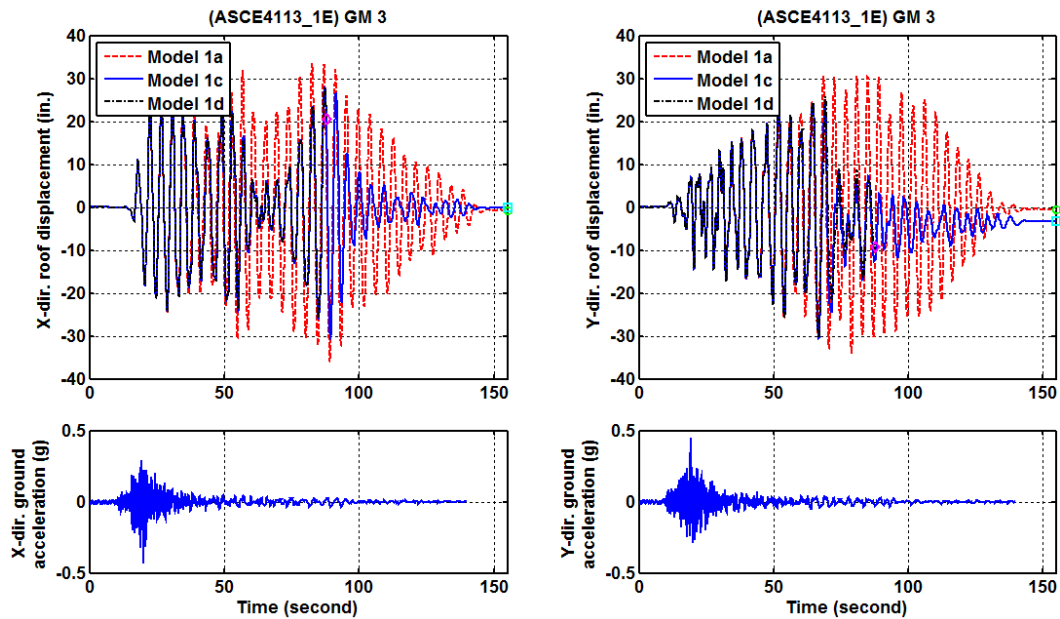 (ASCE4113_1E) GM 3
X-dir. roof displacement (in.)
40
30
20
10
0
-10
-20
-30
-40
Model 1a
Model 1c
Model 1d
0
50
100
150
(ASCE4113_1E) GM 3
Y-dir. roof displacement (in.)
40
30
20
10
0
-10
-20
-30
-40
Model 1a
Model 1c
Model 1d
0
50
100
150
X-dir. ground
acceleration (g)
0.5
0
-0.5
0
50
100
150
Time (second)
Y-dir. ground
acceleration (g)
0.5
0
-0.5
0
50
100
150
Time (second)